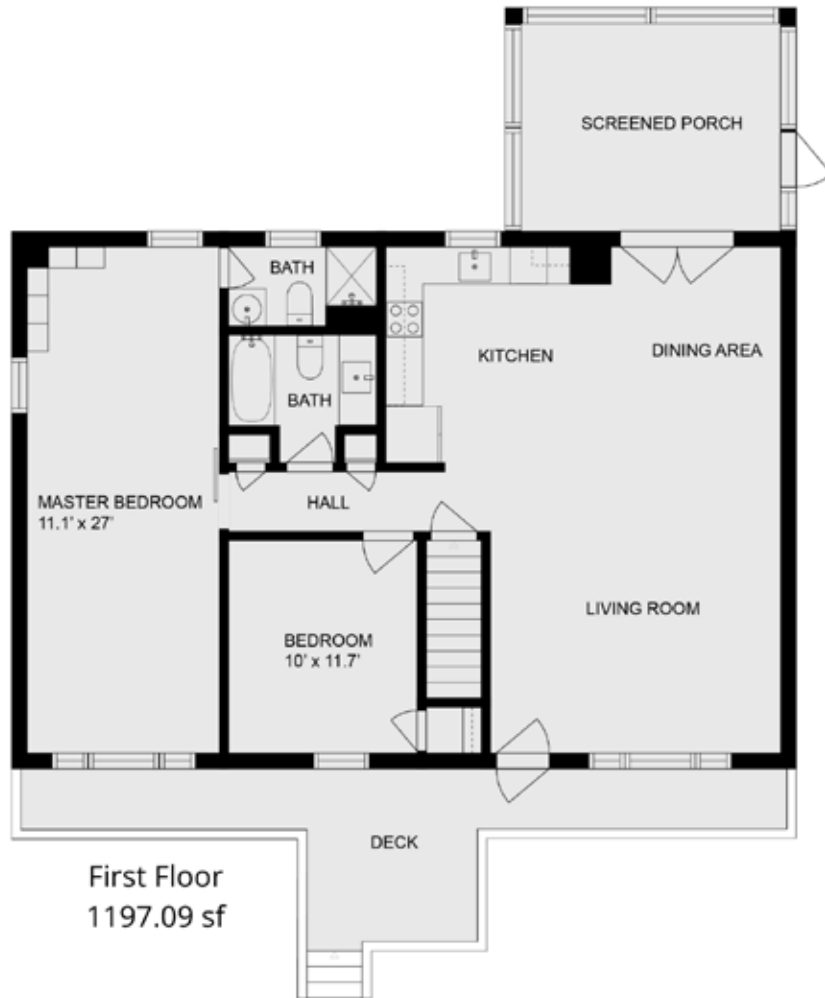 SCREENED PORCH
BATH
KITCHEN
DINING AREA
BATH
MASTER BEDROOM
11.1' x 27'
HALL
LIVING ROOM
BEDROOM
10' x 11.7'
DECK
First Floor
1197.09 sf